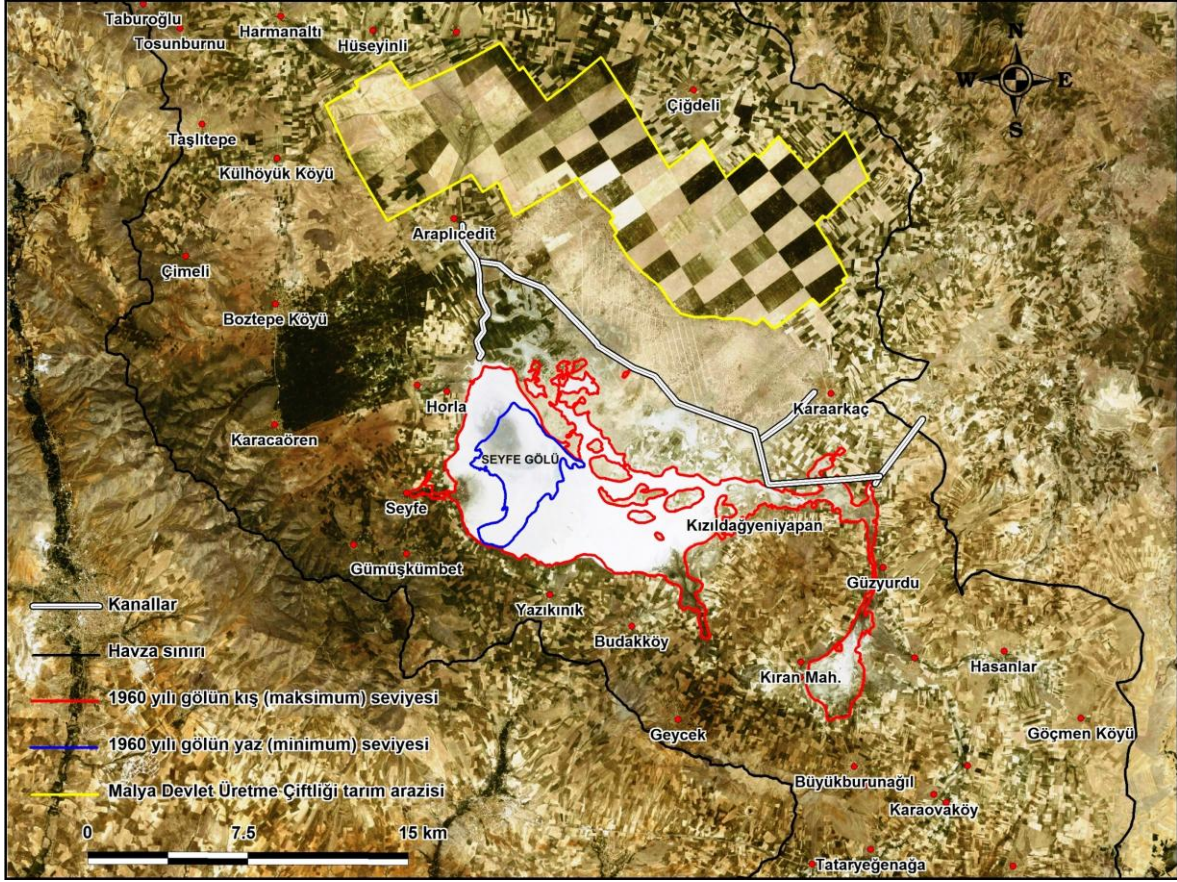 Taburoğlu
Tosunburnu
Harmanaltı
Hüseyinli
N
W
E
S
Çiğdeli
Taşlıtepe
Külhöyük Köyü
Araplıcedit
Çimeli
Boztepe Köyü
Horla
Karaarkaç
Karacaören
SEYFE GÖLÜ
Seyfe
Kızıldağyeniyapan
Gümüşkümbet
Güzyurdu
Yazıkınık
Budakköy
Kıran Mah.
Hasanlar
Geycek
Göçmen Köyü
Büyükburunağıl
Karaovaköy
Tataryeğenağa
Kanallar
Havza sınırı
1960 yılı gölün kış (maksimum) seviyesi
1960 yılı gölün yaz (minimum) seviyesi
Malya Devlet Üretme Çiftliği tarım arazisi
0 7.5 15 km